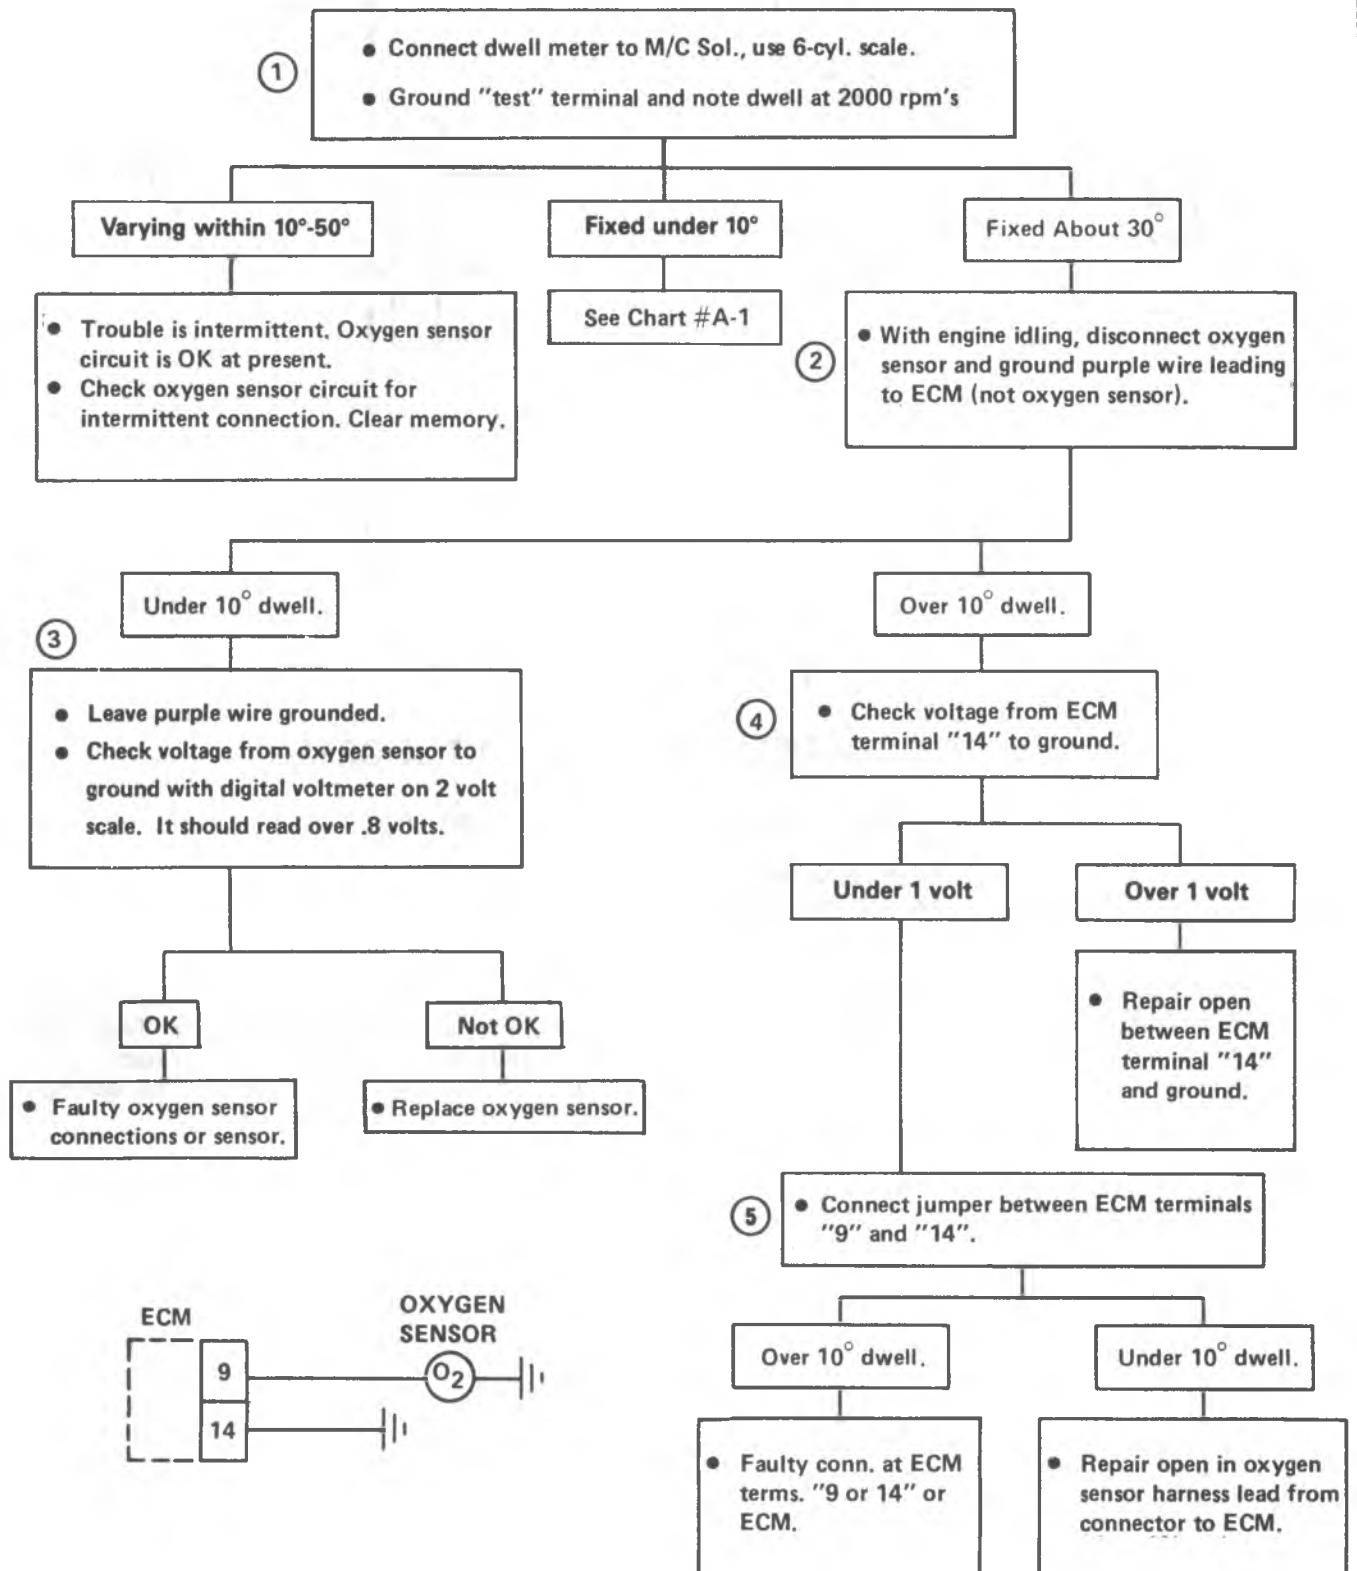 1
● Connect dwell meter to M/C Sol., use 6-cyl. scale.
● Ground "test" terminal and note dwell at 2000 rpm's
Varying within 10°-50°
Fixed under 10°
Fixed About 30°
● Trouble is intermittent. Oxygen sensor
circuit is OK at present.
● Check oxygen sensor circuit for
intermittent connection. Clear memory.
See Chart #A-1
2
● With engine idling, disconnect oxygen
sensor and ground purple wire leading
to ECM (not oxygen sensor).
Under 10° dwell.
Over 10° dwell.
3
● Leave purple wire grounded.
● Check voltage from oxygen sensor to
ground with digital voltmeter on 2 volt
scale. It should read over .8 volts.
4
● Check voltage from ECM
terminal "14" to ground.
Under 1 volt
Over 1 volt
OK
Not OK
● Repair open
between ECM
terminal "14"
and ground.
● Faulty oxygen sensor
connections or sensor.
● Replace oxygen sensor.
5
● Connect jumper between ECM terminals
"9" and "14".
Over 10° dwell.
Under 10° dwell.
● Faulty conn. at ECM
terms. "9 or 14" or
ECM.
● Repair open in oxygen
sensor harness lead from
connector to ECM.
ECM
OXYGEN
SENSOR
9
O2
14